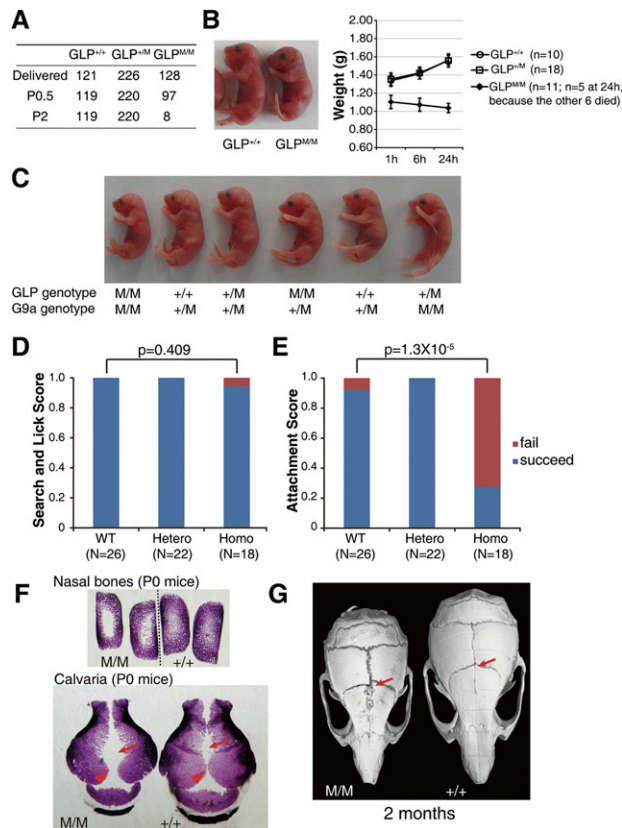 A
GLP+/+ GLP+/M GLPM/M
Delivered 121 226 128
P0.5 119 220 97
P2 119 220 8
B
GLP+/+ GLPM/M
Weight (g)
2.00
1.80
1.60
1.40
1.20
1.00
0.80
0.60
1h 6h 24h
GLP+/+ (n=10)
GLP+/M (n=18)
GLPM/M (n=11; n=5 at 24h,
because the other 6 died)
C
GLP genotype M/M +/+ +/M M/M +/+ +/M
G9a genotype M/M +/M +/M +/M +/M M/M
D
p=0.409
Search and Lick Score
1.0
0.8
0.6
0.4
0.2
0
WT Hetero Homo
(N=26) (N=22) (N=18)
E
p=1.3X10-5
Attachment Score
1.0
0.8
0.6
0.4
0.2
0
WT Hetero Homo
(N=26) (N=22) (N=18)
fail
succeed
F
Nasal bones (P0 mice)
M/M +/+
Calvaria (P0 mice)
M/M +/+
G
M/M +/+
2 months